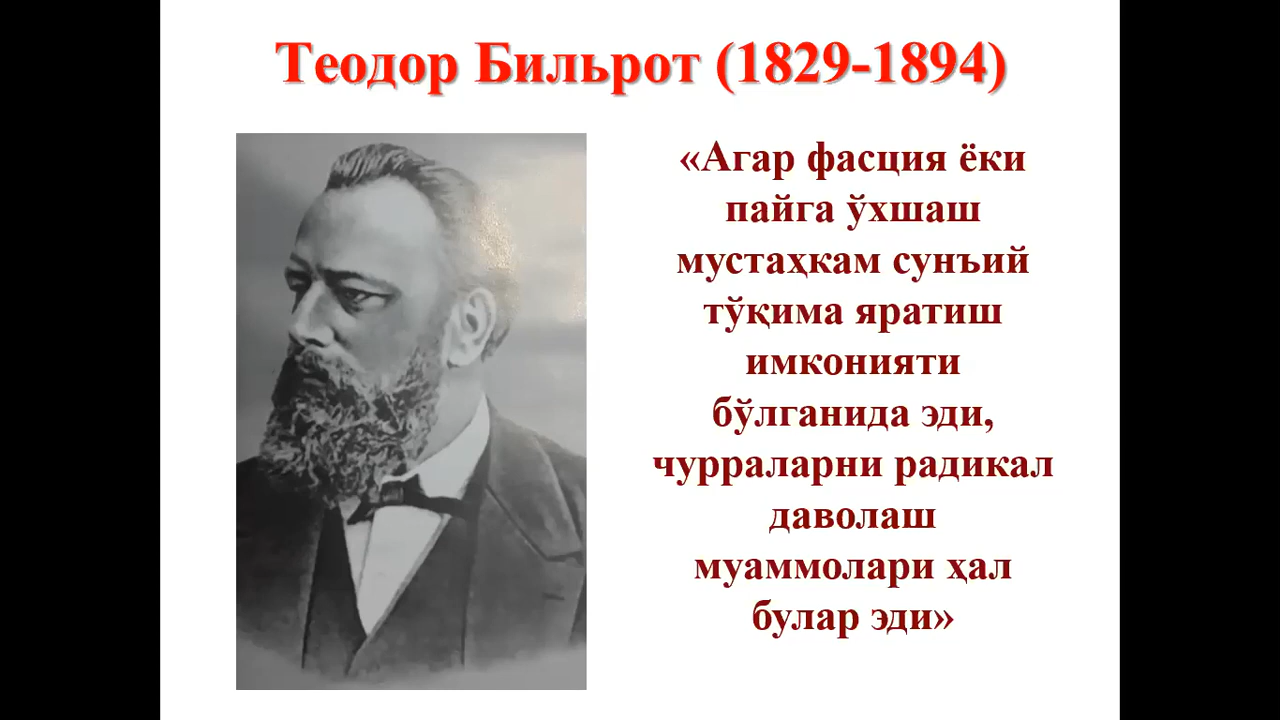 Теодор Бильрот (1829-1894)
«Агар фасция ёки
пайга ўхшаш
мустаҳкам сунъий
тўқима яратиш
имконияти
бўлганида эди,
чурраларни радикал
даволаш
муаммолари ҳал
булар эди»